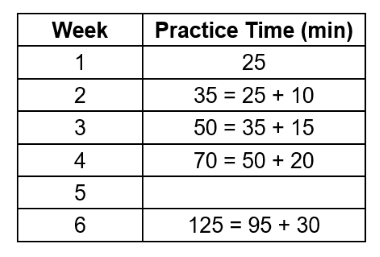 Week Practice Time (min)
1 25
2 35 = 25 + 10
3 50 = 35 + 15
4 70 = 50 + 20
5
6 125 = 95 + 30